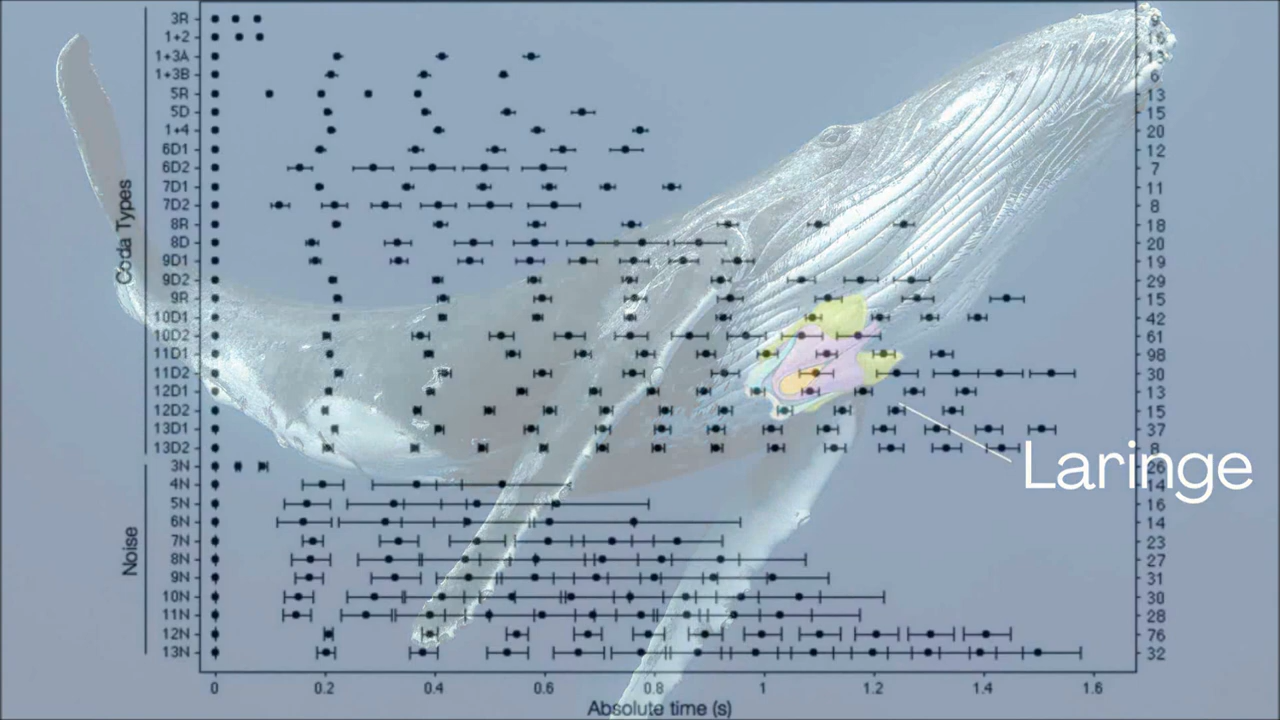 3R 9
1+2
1+3A 13
1+3B 6
5R 13
5D 15
1+4 20
6D1 12
6D2 7
7D1 11
7D2 8
8R 18
8D 20
9D1 19
9D2 29
9R 15
10D1 42
10D2 61
11D1 98
11D2 30
12D1 13
12D2 15
13D1 37
13D2 8
3N 26
4N 14
5N 16
6N 14
7N 23
8N 27
9N 31
10N 30
11N 28
12N 76
13N 32
Coda Types
Noise
Laringe
0 0.2 0.4 0.6 0.8 1 1.2 1.4 1.6
Absolute time (s)